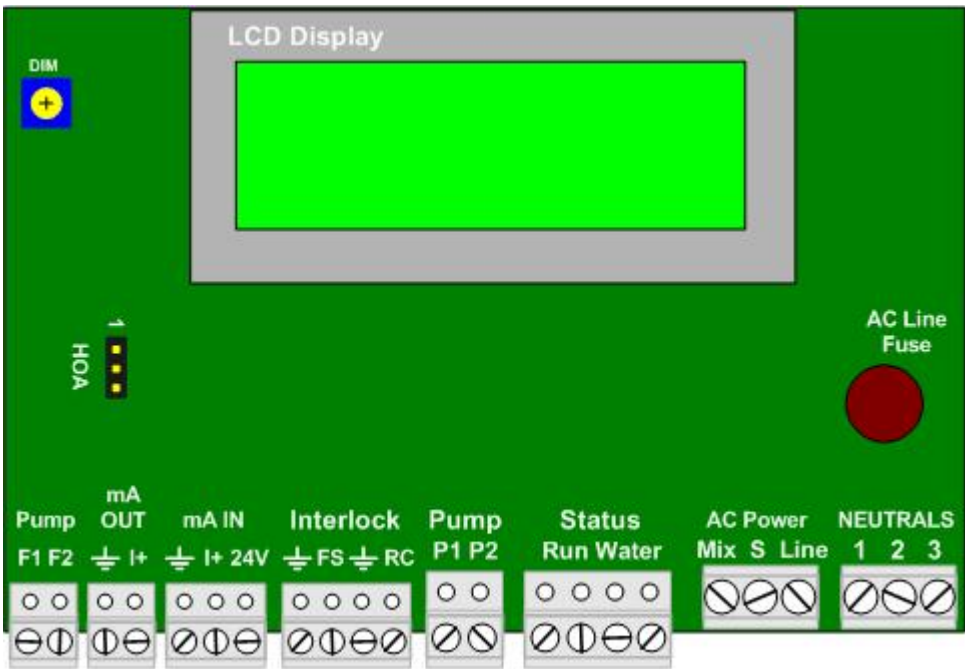 LCD Display
DIM
1
HOA
AC Line
Fuse
mA
Pump OUT mA IN Interlock Pump Status AC Power NEUTRALS
F1 F2 I+ I+ 24V FS RC P1 P2 Run Water Mix S Line 1 2 3